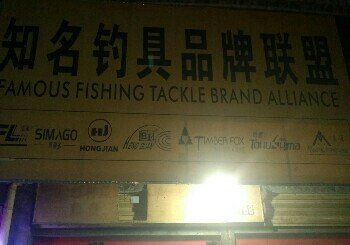 知名钓具品牌联盟
FAMOUS FISHING TACKLE BRAND ALLIANCE
SIMAGO HONGJIAN TIMBER FOX